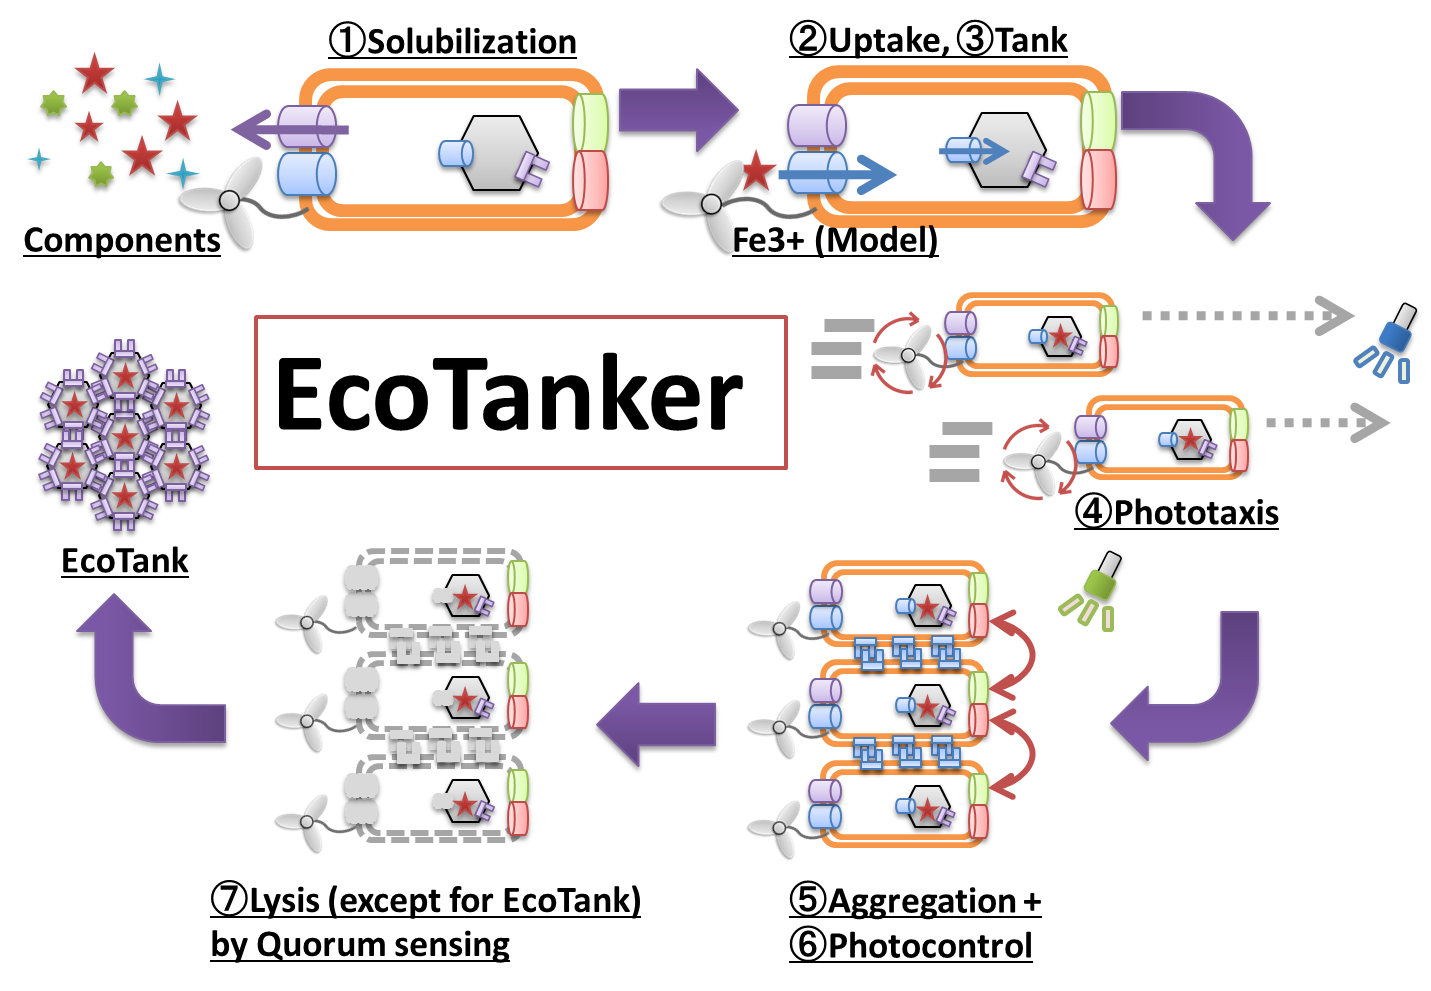 ①Solubilization
②Uptake, ③Tank
Components
Fe3+ (Model)
EcoTanker
④Phototaxis
EcoTank
⑦Lysis (except for EcoTank)
by Quorum sensing
⑤Aggregation +
⑥Photocontrol